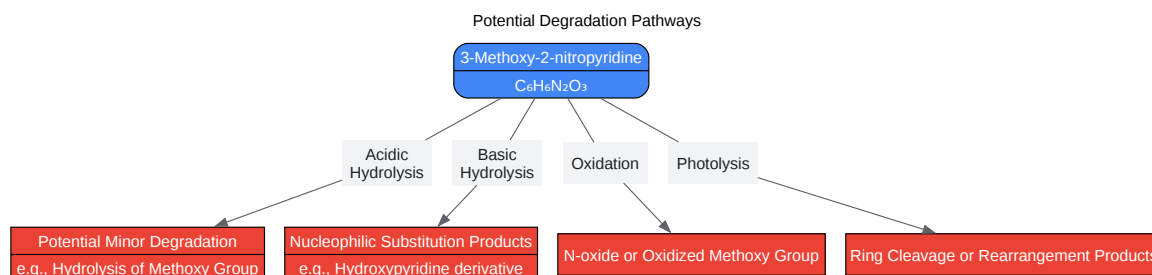 Potential Degradation Pathways
3-Methoxy-2-nitropyridine
C₆H₆N₂O₃
Acidic
Hydrolysis
Basic
Hydrolysis
Oxidation
Photolysis
Potential Minor Degradation
e.g., Hydrolysis of Methoxy Group
Nucleophilic Substitution Products
e.g., Hydroxypyridine derivative
N-oxide or Oxidized Methoxy Group
Ring Cleavage or Rearrangement Products